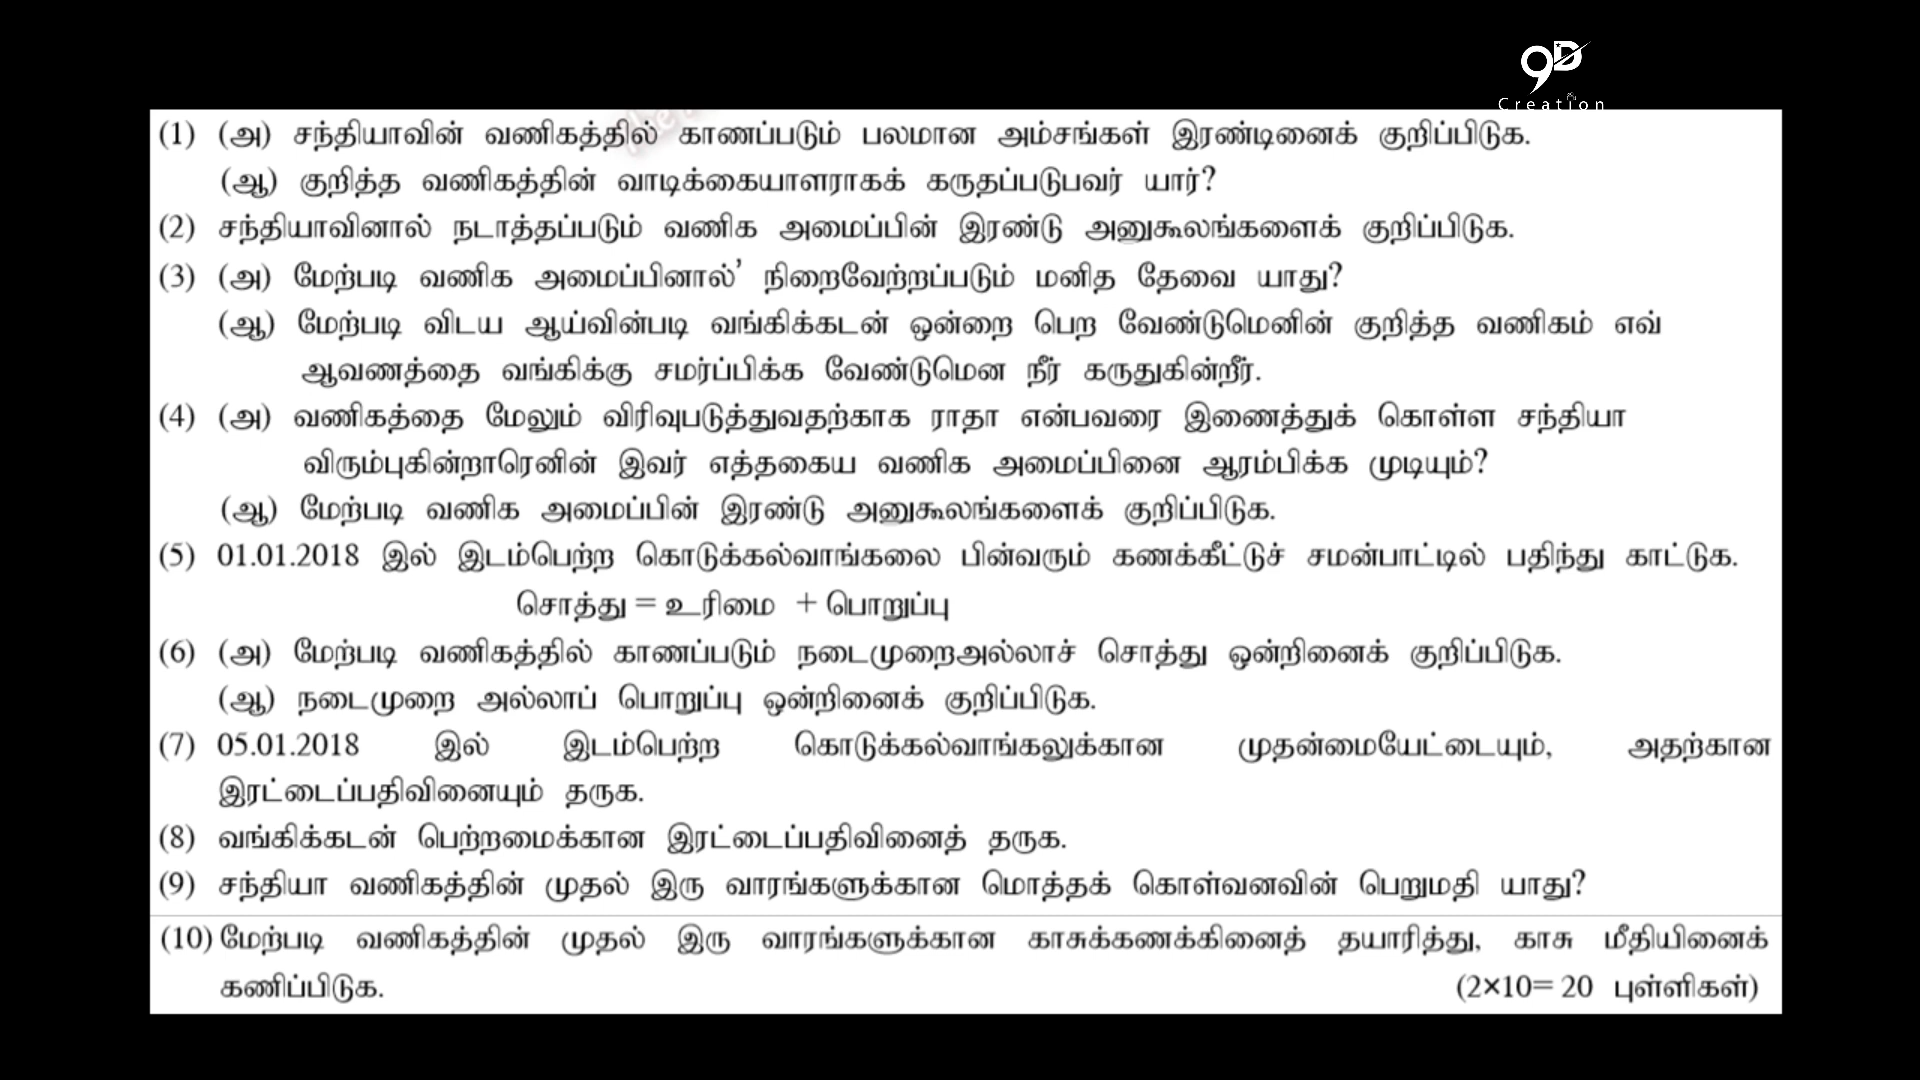 9D
Creation
(1) (அ) சந்தியாவின் வணிகத்தில் காணப்படும் பலமான அம்சங்கள் இரண்டினைக் குறிப்பிடுக.
(ஆ) குறித்த வணிகத்தின் வாடிக்கையாளராகக் கருதப்படுபவர் யார்?
(2) சந்தியாவினால் நடாத்தப்படும் வணிக அமைப்பின் இரண்டு அனுகூலங்களைக் குறிப்பிடுக.
(3) (அ) மேற்படி வணிக அமைப்பினால்’ நிறைவேற்றப்படும் மனித தேவை யாது?
(ஆ) மேற்படி விடய ஆய்வின்படி வங்கிக்கடன் ஒன்றை பெற வேண்டுமெனின் குறித்த வணிகம் எவ்
ஆவணத்தை வங்கிக்கு சமர்ப்பிக்க வேண்டுமென நீர் கருதுகின்றீர்.
(4) (அ) வணிகத்தை மேலும் விரிவுபடுத்துவதற்காக ராதா என்பவரை இணைத்துக் கொள்ள சந்தியா
விரும்புகின்றாரெனின் இவர் எத்தகைய வணிக அமைப்பினை ஆரம்பிக்க முடியும்?
(ஆ) மேற்படி வணிக அமைப்பின் இரண்டு அனுகூலங்களைக் குறிப்பிடுக.
(5) 01.01.2018 இல் இடம்பெற்ற கொடுக்கல்வாங்கலை பின்வரும் கணக்கீட்டுச் சமன்பாட்டில் பதிந்து காட்டுக.
சொத்து = உரிமை + பொறுப்பு
(6) (அ) மேற்படி வணிகத்தில் காணப்படும் நடைமுறைஅல்லாச் சொத்து ஒன்றினைக் குறிப்பிடுக.
(ஆ) நடைமுறை அல்லாப் பொறுப்பு ஒன்றினைக் குறிப்பிடுக.
(7) 05.01.2018 இல் இடம்பெற்ற கொடுக்கல்வாங்கலுக்கான முதன்மையேட்டையும், அதற்கான
இரட்டைப்பதிவினையும் தருக.
(8) வங்கிக்கடன் பெற்றமைக்கான இரட்டைப்பதிவினைத் தருக.
(9) சந்தியா வணிகத்தின் முதல் இரு வாரங்களுக்கான மொத்தக் கொள்வனவின் பெறுமதி யாது?
(10) மேற்படி வணிகத்தின் முதல் இரு வாரங்களுக்கான காசுக்கணக்கினைத் தயாரித்து, காசு மீதியினைக்
கணிப்பிடுக. (2×10= 20 புள்ளிகள்)